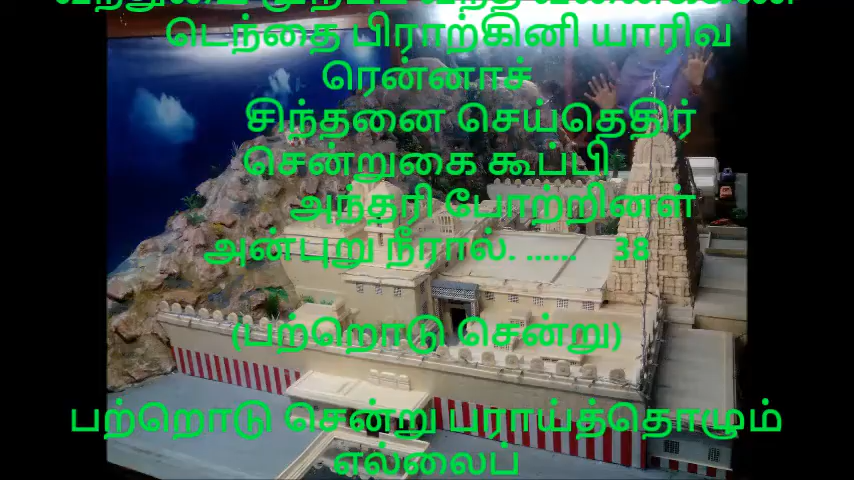 டெந்தை பிராற்கினி யாரிவ
ரென்னாச்
சிந்தனை செய்தெதிர்
சென்றுகை கூப்பி
அந்தரி போற்றினள்
அன்புறு நீரால். ...... 38
(பற்றொடு சென்று)
பற்றொடு சென்று பராய்த்தொழும்
எல்லைப